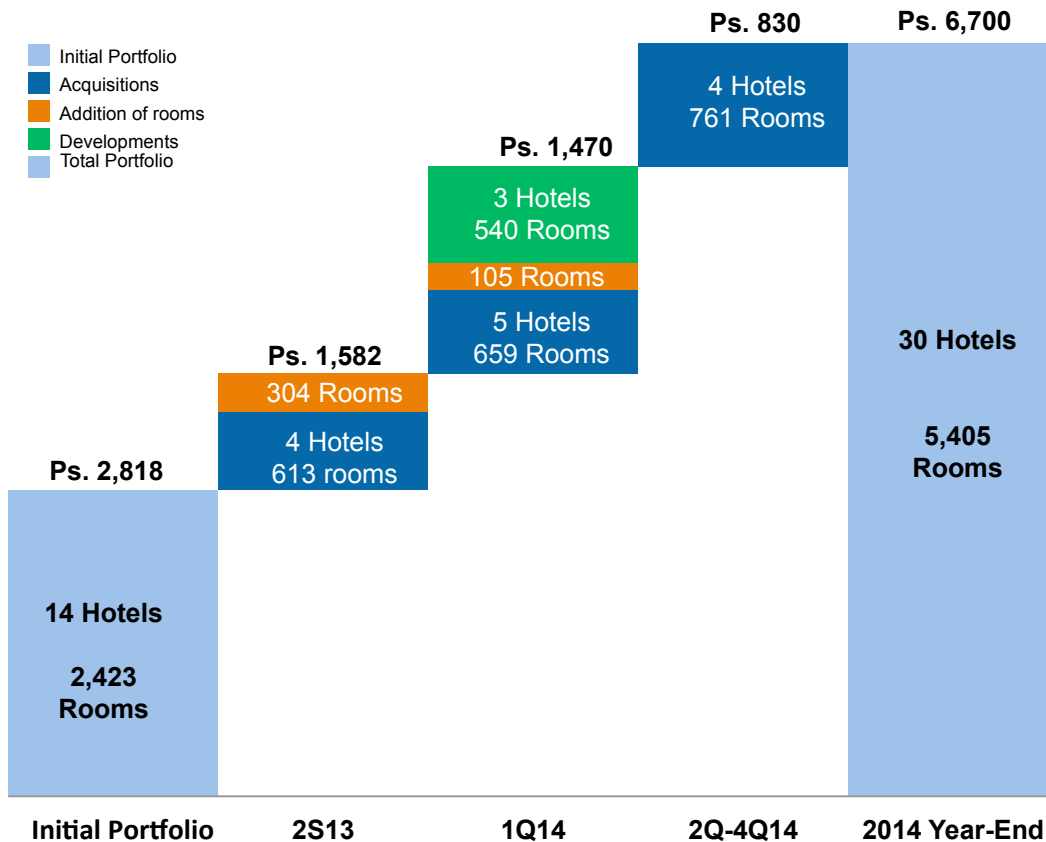 Initial Portfolio
Acquisitions
Addition of rooms
Developments
Total Portfolio
Ps. 2,818
14 Hotels
2,423
Rooms
Ps. 1,582
304 Rooms
4 Hotels
613 rooms
Ps. 1,470
3 Hotels
540 Rooms
105 Rooms
5 Hotels
659 Rooms
Ps. 830
4 Hotels
761 Rooms
Ps. 6,700
30 Hotels
5,405
Rooms
Initial Portfolio
2S13
1Q14
2Q-4Q14
2014 Year-End